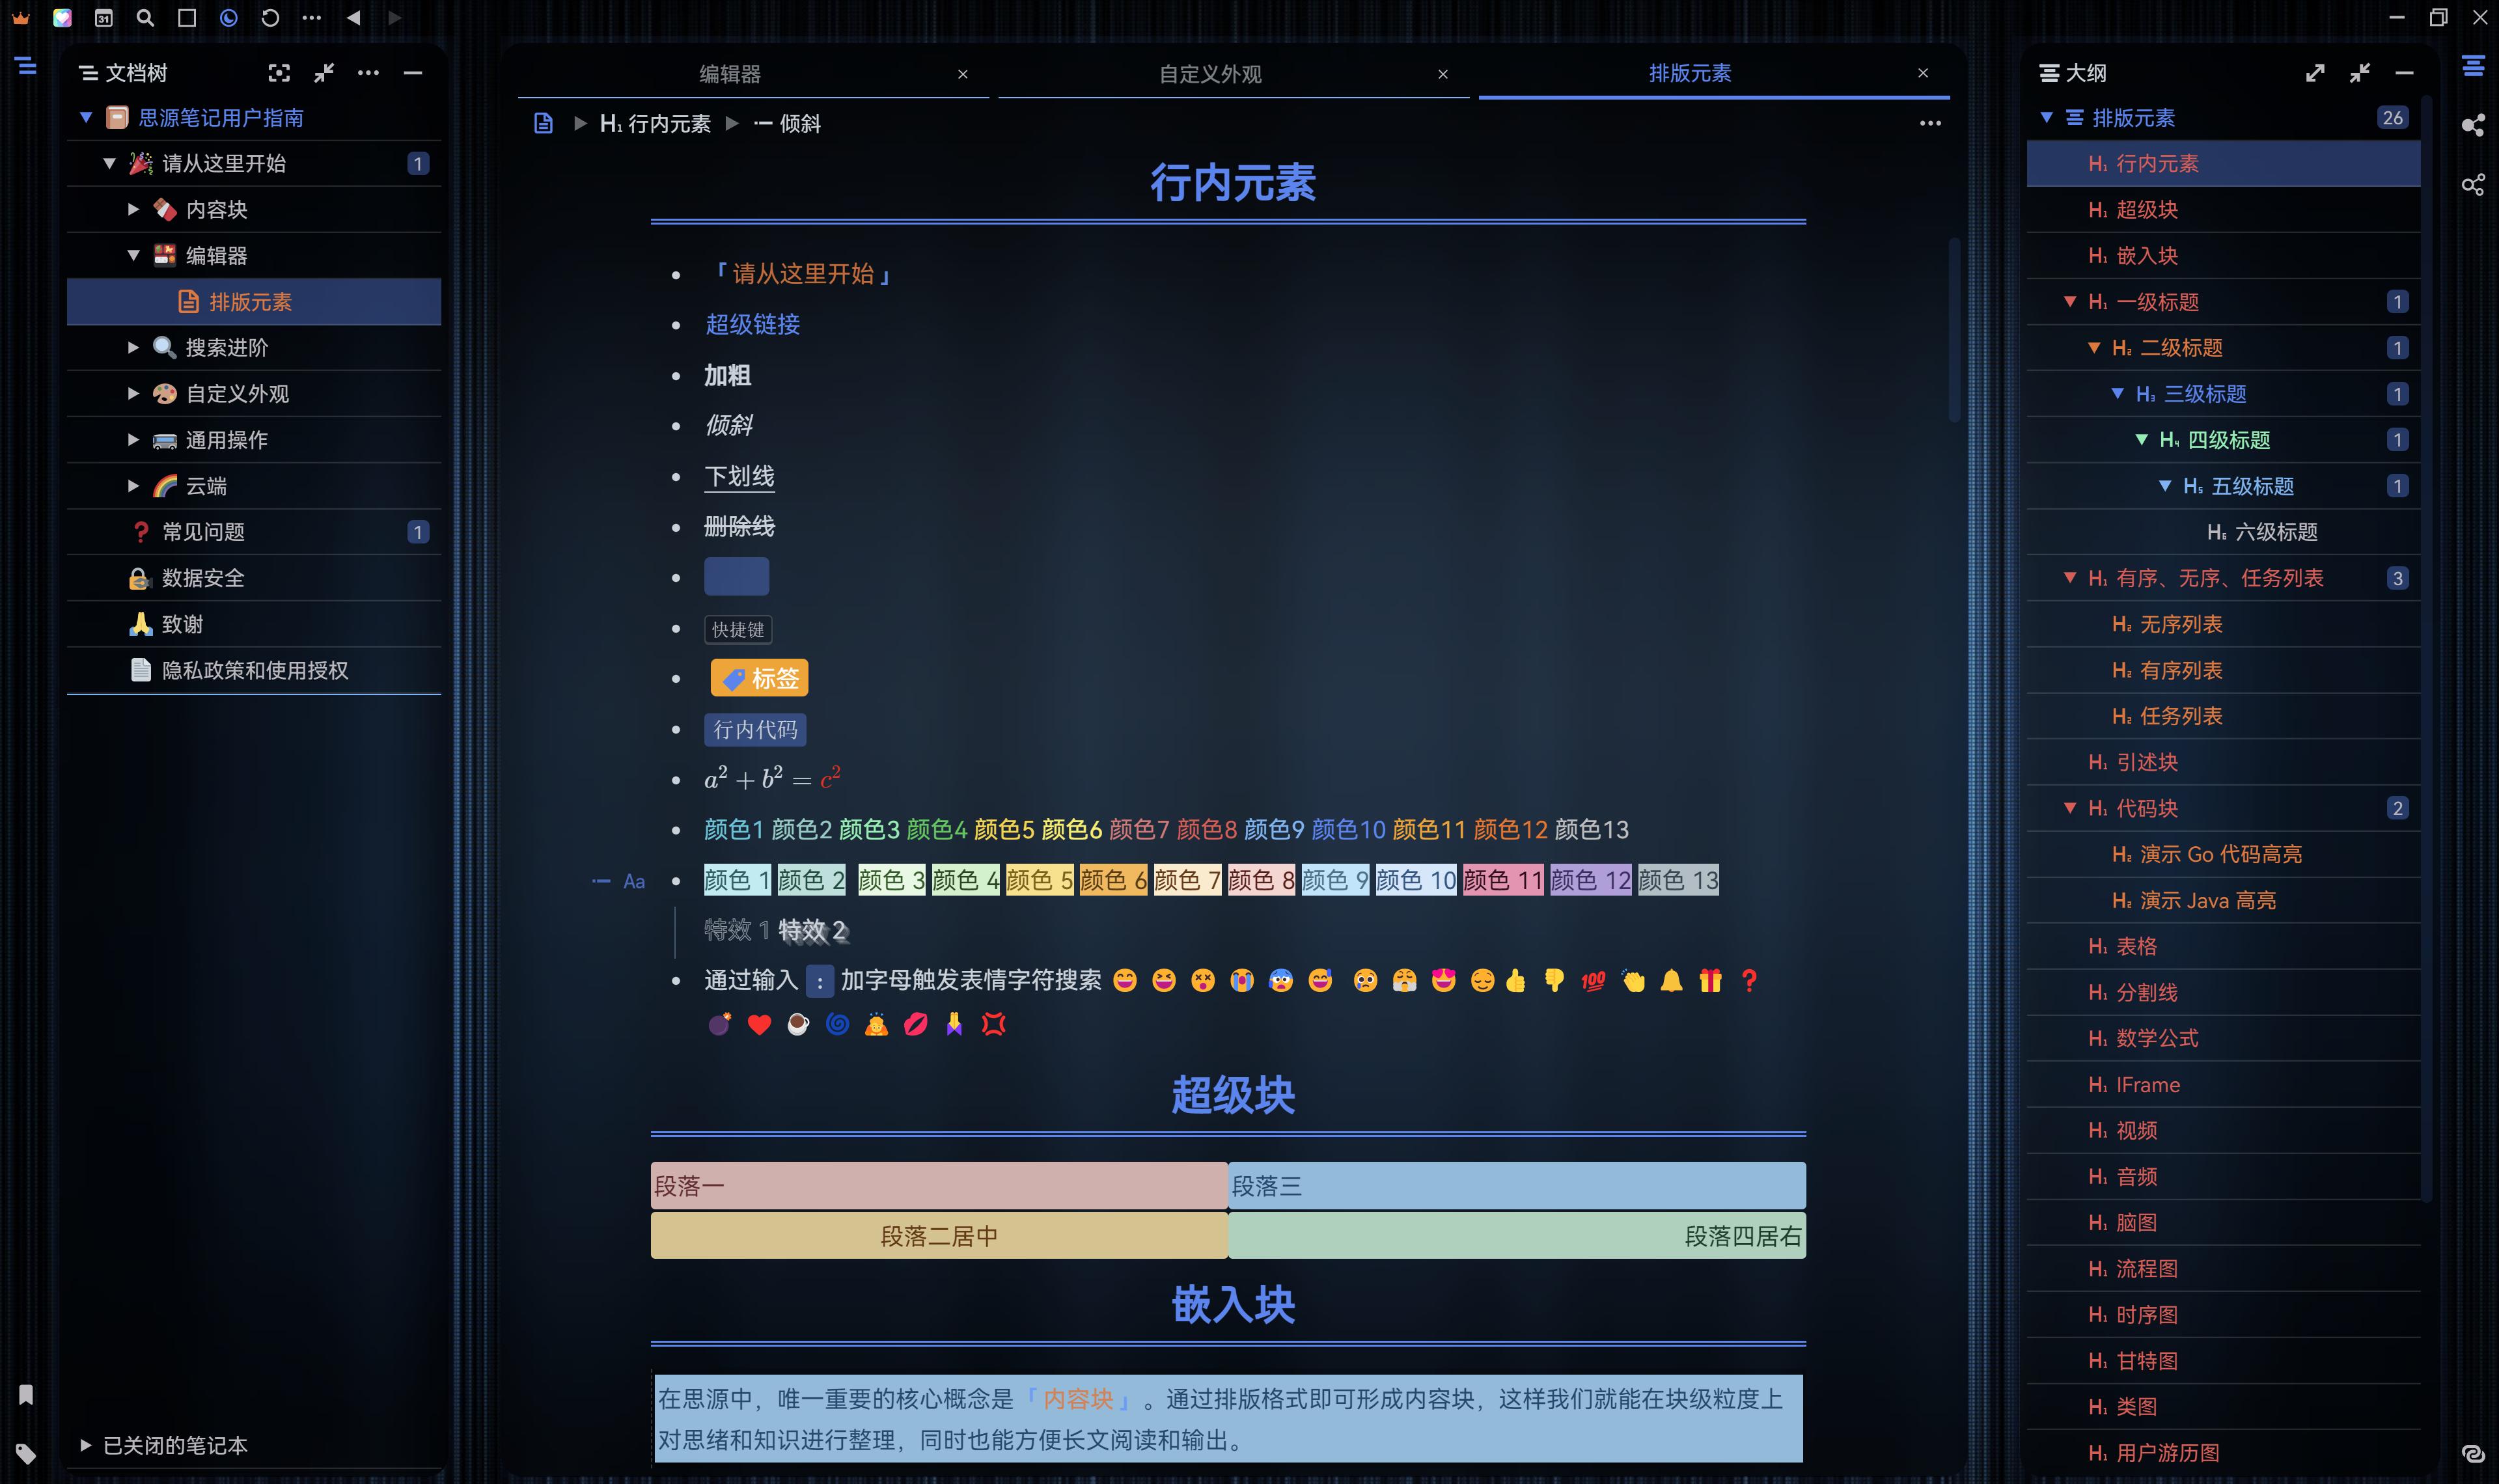 31
文档树
思源笔记用户指南
请从这里开始 1
内容块
编辑器
排版元素
搜索进阶
自定义外观
通用操作
云端
常见问题 1
数据安全
致谢
隐私政策和使用授权
已关闭的笔记本
编辑器
自定义外观
排版元素
H1 行内元素 倾斜
行内元素
「请从这里开始」
超级链接
加粗
倾斜
下划线
删除线
快捷键
标签
行内代码
a² + b² = c²
颜色1 颜色2 颜色3 颜色4 颜色5 颜色6 颜色7 颜色8 颜色9 颜色10 颜色11 颜色12 颜色13
Aa
颜色 1 颜色 2 颜色 3 颜色 4 颜色 5 颜色 6 颜色 7 颜色 8 颜色 9 颜色 10 颜色 11 颜色 12 颜色 13
特效 1 特效 2
通过输入 : 加字母触发表情字符搜索 😄 😆 😵 😭 😰 😅 😢 😤 😍 😌 👍 👎 💯 👏 🔔 🎁 ❓
💣 ❤️ ☕ 🌀 🙇 💋 🙏 💢
超级块
段落一
段落三
段落二居中
段落四居右
嵌入块
在思源中，唯一重要的核心概念是「内容块」。通过排版格式即可形成内容块，这样我们就能在块级粒度上
对思绪和知识进行整理，同时也能方便长文阅读和输出。
大纲
排版元素 26
H1 行内元素
H1 超级块
H1 嵌入块
H1 一级标题 1
H2 二级标题 1
H3 三级标题 1
H4 四级标题 1
H5 五级标题 1
H6 六级标题
H1 有序、无序、任务列表 3
H2 无序列表
H2 有序列表
H2 任务列表
H1 引述块
H1 代码块 2
H2 演示 Go 代码高亮
H2 演示 Java 高亮
H1 表格
H1 分割线
H1 数学公式
H1 IFrame
H1 视频
H1 音频
H1 脑图
H1 流程图
H1 时序图
H1 甘特图
H1 类图
H1 用户游历图